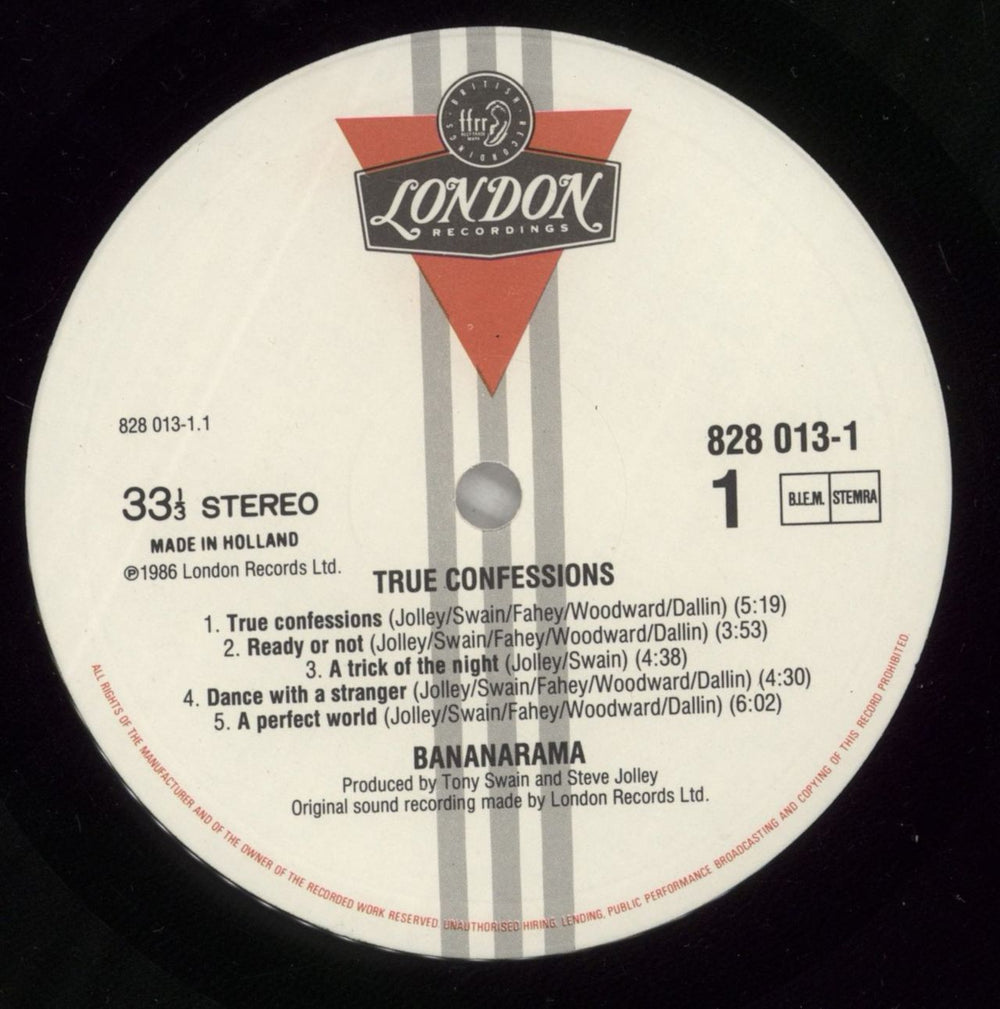 BRITISH RECORDINGS
ffrr
LONDON
RECORDINGS
828 013-1.1
828 013-1
33⅓ STEREO
1
B.I.E.M. STEMRA
MADE IN HOLLAND
℗1986 London Records Ltd.
TRUE CONFESSIONS
1. True confessions (Jolley/Swain/Fahey/Woodward/Dallin) (5:19)
2. Ready or not (Jolley/Swain/Fahey/Woodward/Dallin) (3:53)
3. A trick of the night (Jolley/Swain) (4:38)
4. Dance with a stranger (Jolley/Swain/Fahey/Woodward/Dallin) (4:30)
5. A perfect world (Jolley/Swain/Fahey/Woodward/Dallin) (6:02)
BANANARAMA
Produced by Tony Swain and Steve Jolley
Original sound recording made by London Records Ltd.
ALL RIGHTS OF THE MANUFACTURER AND OF THE OWNER OF THE RECORDED WORK RESERVED. UNAUTHORISED HIRING, LENDING, PUBLIC PERFORMANCE BROADCASTING AND COPYING OF THIS RECORD PROHIBITED